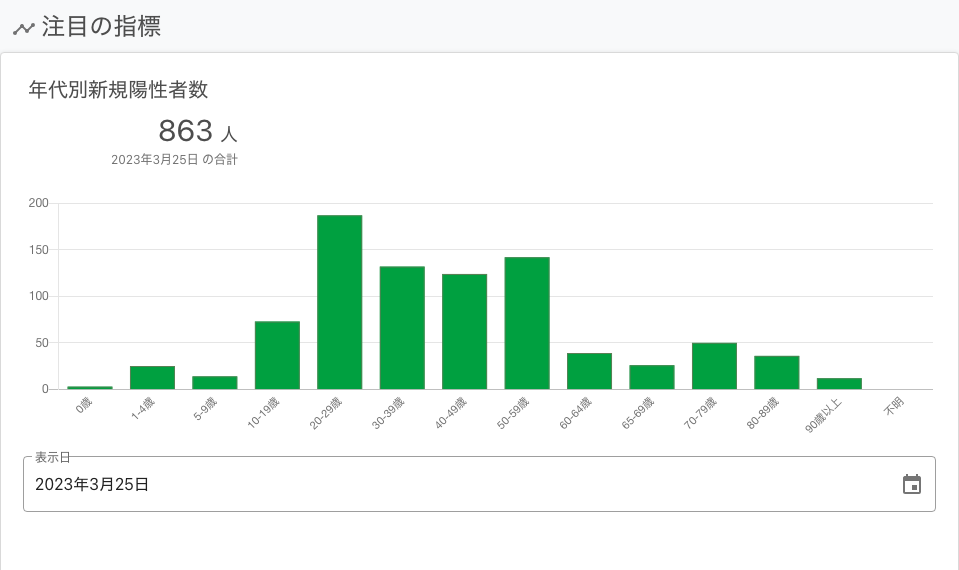 注目の指標
年代別新規陽性者数
863 人
2023年3月25日 の合計
200
150
100
50
0
0歳
1-4歳
5-9歳
10-19歳
20-29歳
30-39歳
40-49歳
50-59歳
60-64歳
65-69歳
70-79歳
80-89歳
90歳以上
不明
表示日
2023年3月25日